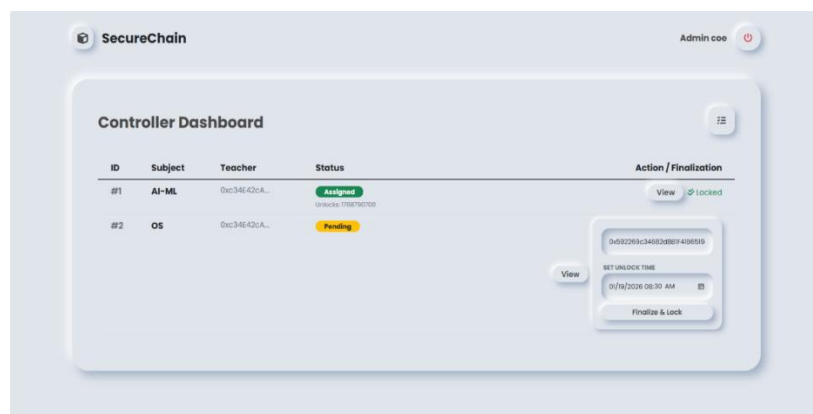 SecureChain
Admin coe
Controller Dashboard
ID Subject Teacher Status Action / Finalization
#1 AI-ML 0xc34E42cA... Assigned View Locked
Unlocks:
#2 OS 0xc34E42cA... Pending
View
SET UNLOCK TIME
01/19/2026 08:30 AM
Finalize & Lock